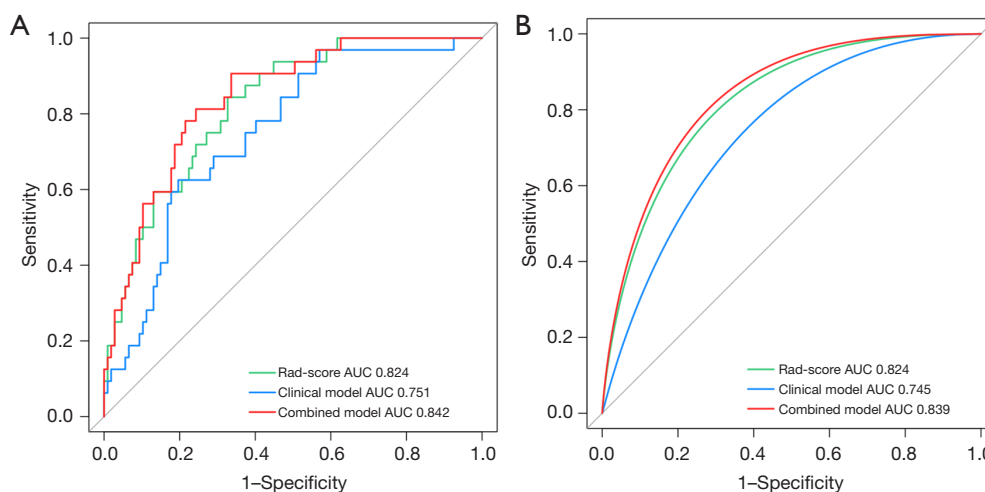 A
1.0
0.8
0.6
0.4
0.2
0.0
Sensitivity
Rad-score AUC 0.824
Clinical model AUC 0.751
Combined model AUC 0.842
0.0 0.2 0.4 0.6 0.8 1.0
1–Specificity
B
1.0
0.8
0.6
0.4
0.2
0.0
Sensitivity
Rad-score AUC 0.824
Clinical model AUC 0.745
Combined model AUC 0.839
0.0 0.2 0.4 0.6 0.8 1.0
1–Specificity